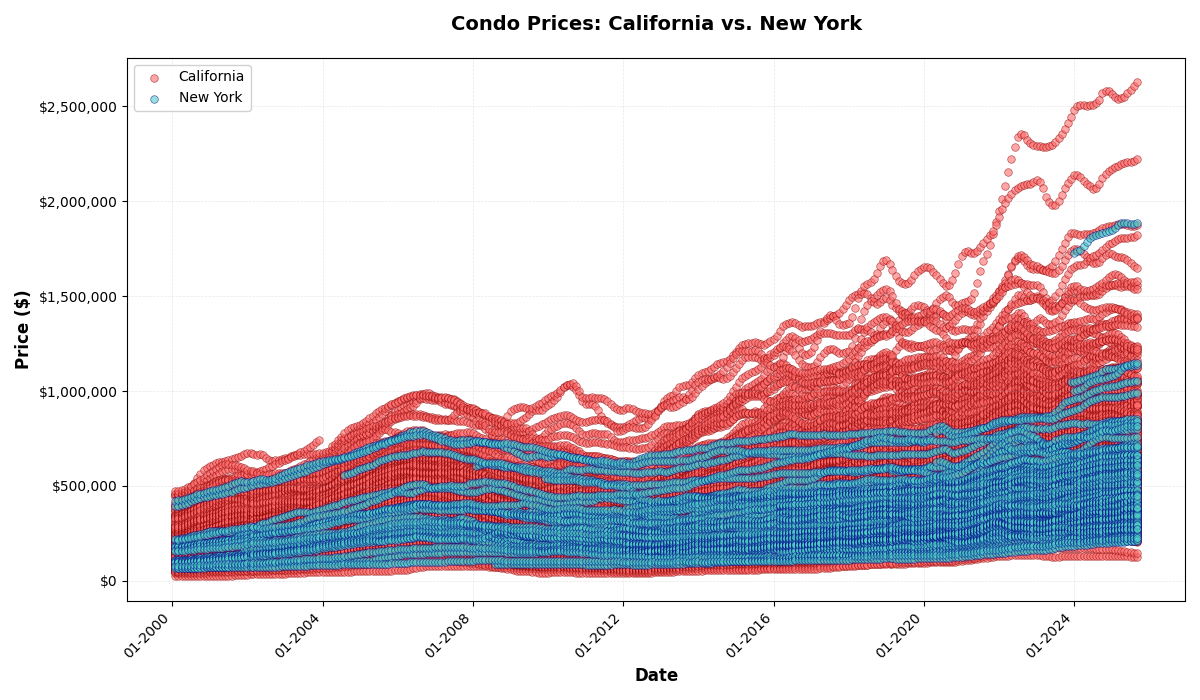 Condo Prices: California vs. New York
California
New York
Price ($)
$2,500,000
$2,000,000
$1,500,000
$1,000,000
$500,000
$0
01-2000
01-2004
01-2008
01-2012
01-2016
01-2020
01-2024
Date